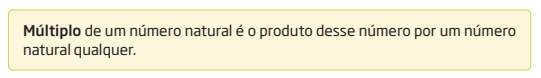 Múltiplo de um número natural é o produto desse número por um número
natural qualquer.